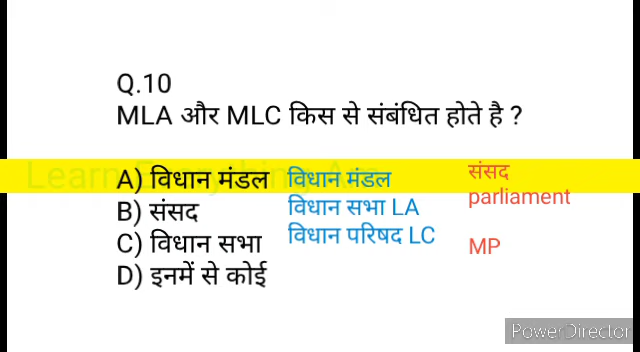 Q.10
MLA और MLC किस से संबंधित होते है ?
A) विधान मंडल
B) संसद
C) विधान सभा
D) इनमें से कोई
विधान मंडल
विधान सभा LA
विधान परिषद LC
संसद
parliament
MP
PowerDirector